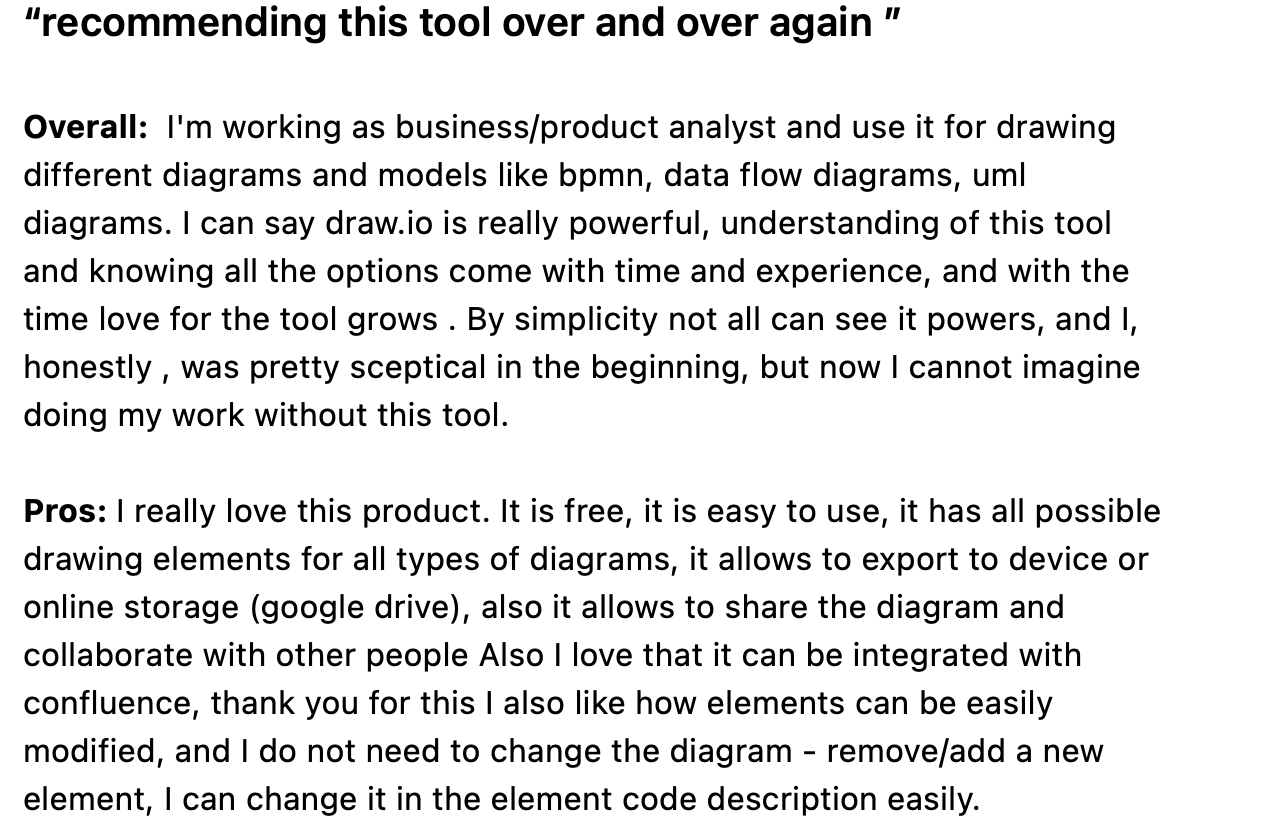 “recommending this tool over and over again ”
Overall:  I'm working as business/product analyst and use it for drawing
different diagrams and models like bpmn, data flow diagrams, uml
diagrams. I can say draw.io is really powerful, understanding of this tool
and knowing all the options come with time and experience, and with the
time love for the tool grows . By simplicity not all can see it powers, and I,
honestly , was pretty sceptical in the beginning, but now I cannot imagine
doing my work without this tool.
Pros: I really love this product. It is free, it is easy to use, it has all possible
drawing elements for all types of diagrams, it allows to export to device or
online storage (google drive), also it allows to share the diagram and
collaborate with other people Also I love that it can be integrated with
confluence, thank you for this I also like how elements can be easily
modified, and I do not need to change the diagram - remove/add a new
element, I can change it in the element code description easily.